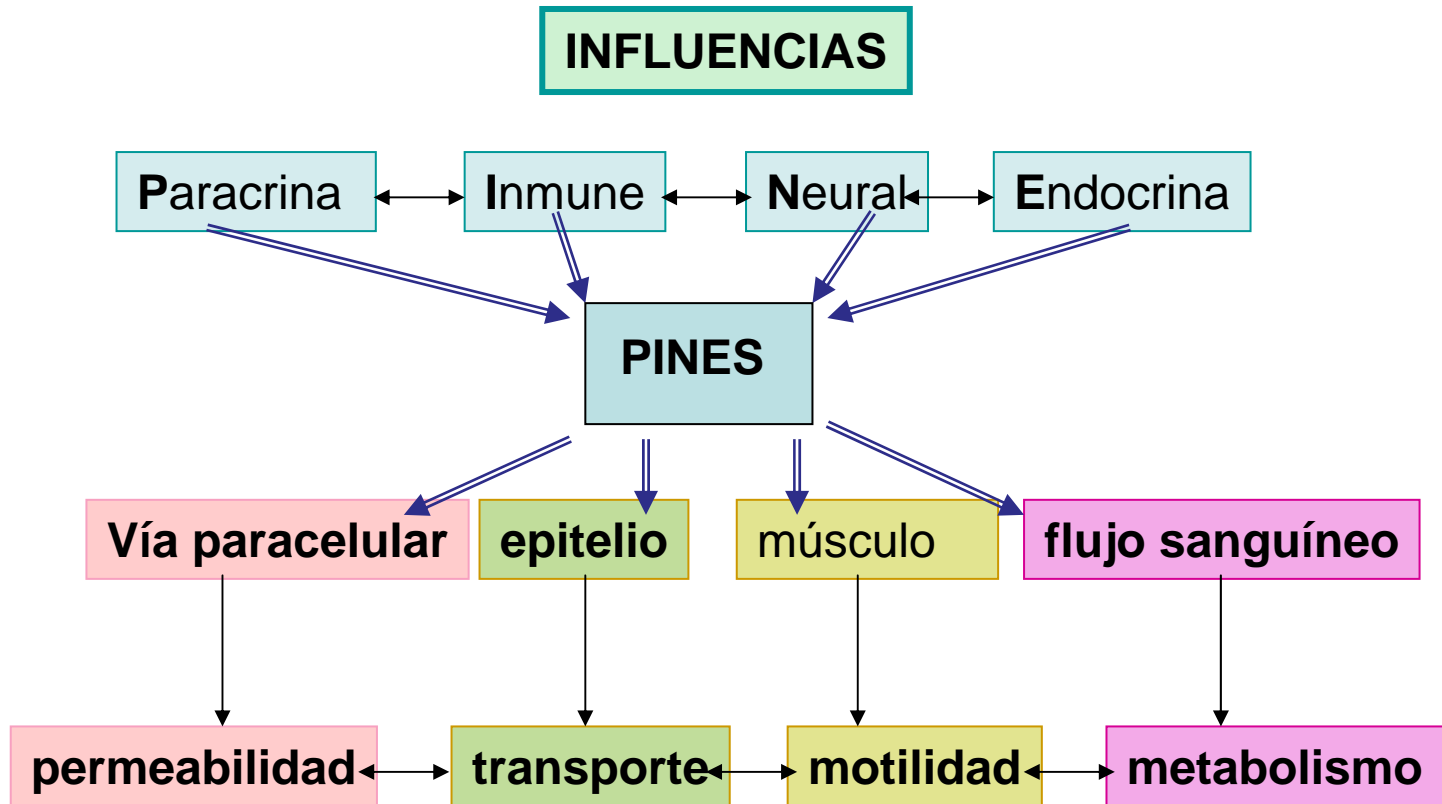 INFLUENCIAS
Paracrina
Inmune
Neural
Endocrina
PINES
Vía paracelular
epitelio
músculo
flujo sanguíneo
permeabilidad
transporte
motilidad
metabolismo